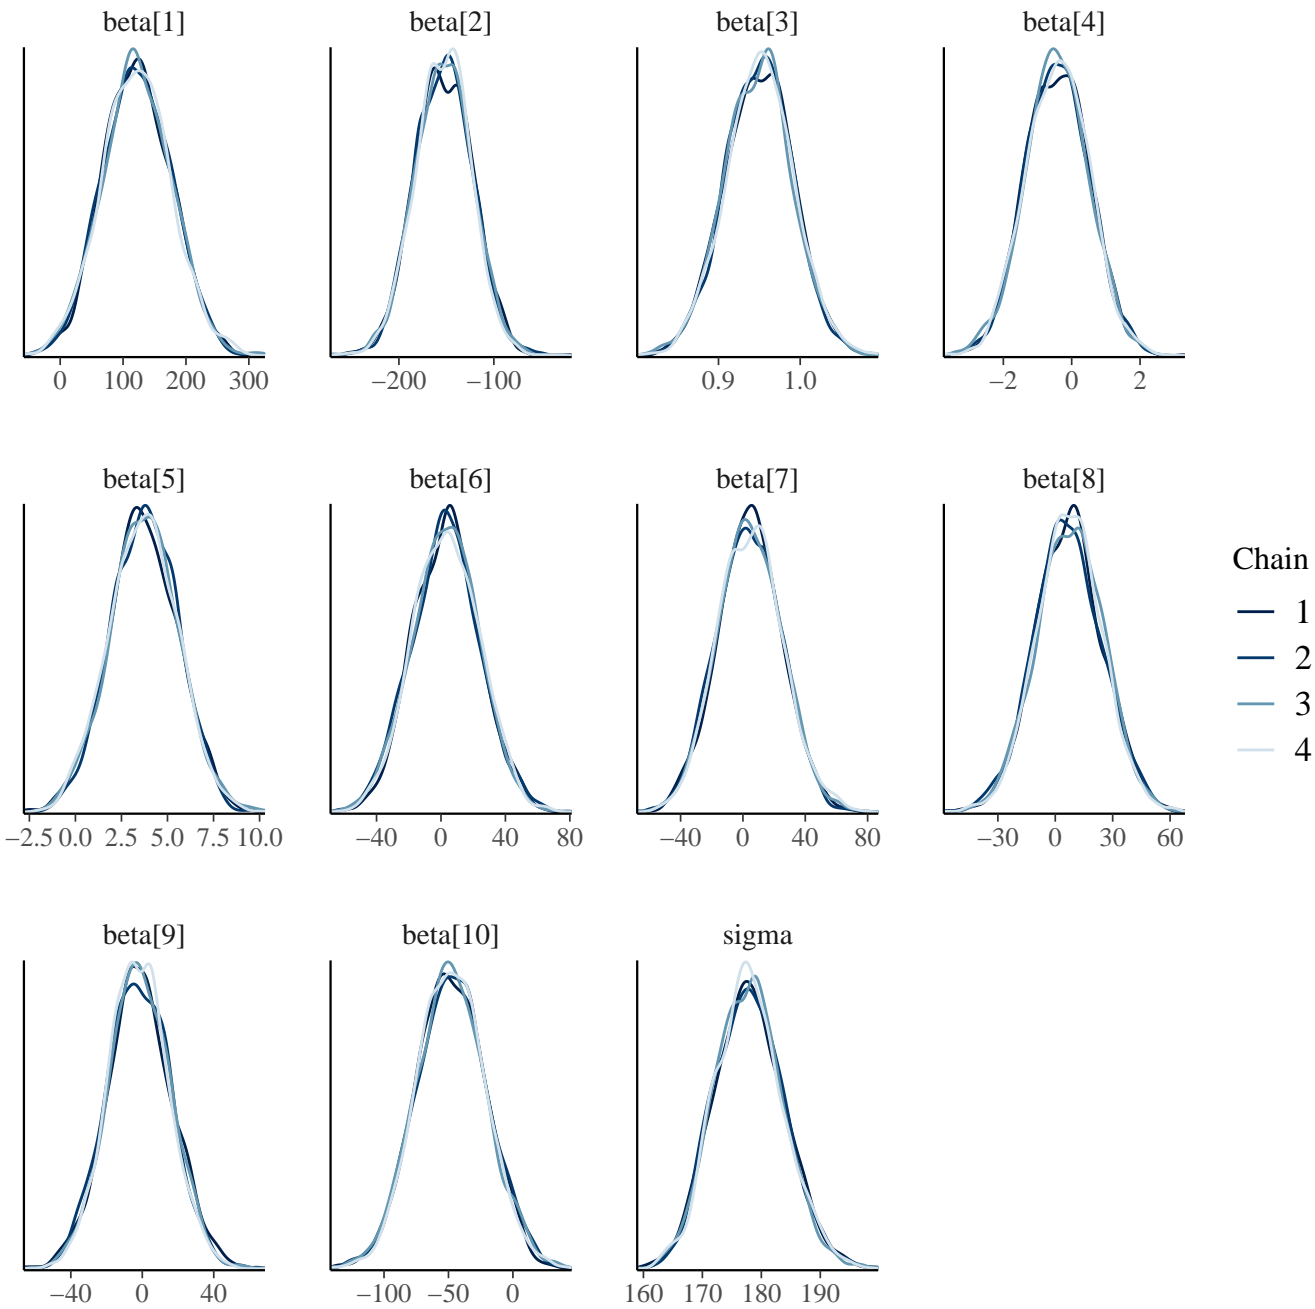 beta[1] beta[2] beta[3] beta[4]
0 100 200 300 −200 −100 0.9 1.0 −2 0 2
beta[5] beta[6] beta[7] beta[8]
−2.5 0.0 2.5 5.0 7.5 10.0 −40 0 40 80 −40 0 40 80 −30 0 30 60
Chain
1
2
3
4
beta[9] beta[10] sigma
−40 0 40 −100 −50 0 160 170 180 190